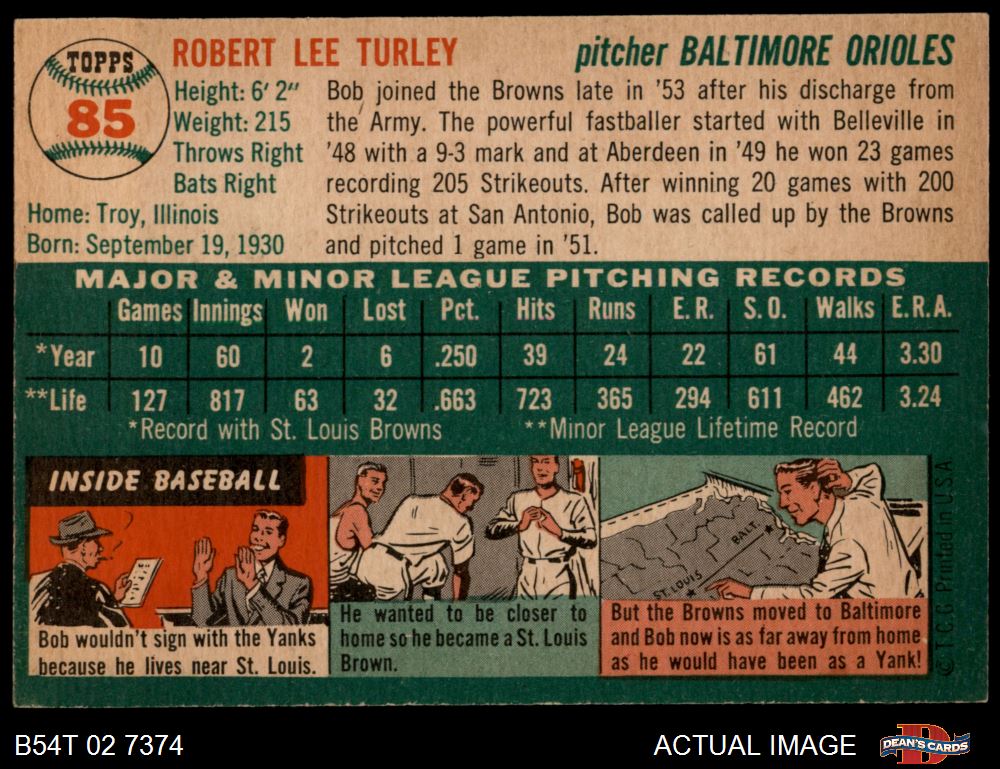 TOPPS
85
ROBERT LEE TURLEY
pitcher BALTIMORE ORIOLES
Height: 6' 2"
Weight: 215
Throws Right
Bats Right
Home: Troy, Illinois
Born: September 19, 1930
Bob joined the Browns late in '53 after his discharge from
the Army. The powerful fastballer started with Belleville in
'48 with a 9-3 mark and at Aberdeen in '49 he won 23 games
recording 205 Strikeouts. After winning 20 games with 200
Strikeouts at San Antonio, Bob was called up by the Browns
and pitched 1 game in '51.
MAJOR & MINOR LEAGUE PITCHING RECORDS
Games Innings Won Lost Pct. Hits Runs E.R. S.O. Walks E.R.A.
*Year 10 60 2 6 .250 39 24 22 61 44 3.30
**Life 127 817 63 32 .663 723 365 294 611 462 3.24
*Record with St. Louis Browns **Minor League Lifetime Record
INSIDE BASEBALL
Bob wouldn't sign with the Yanks
because he lives near St. Louis.
He wanted to be closer to
home so he became a St. Louis
Brown.
BALT.
ST. LOUIS
But the Browns moved to Baltimore
and Bob now is as far away from home
as he would have been as a Yank!
© T.C.G. Printed in U.S.A
B54T 02 7374
ACTUAL IMAGE
DEAN'S CARDS